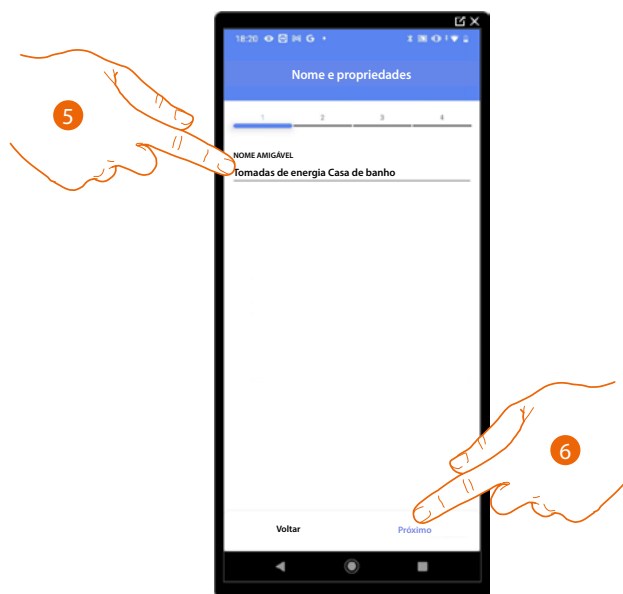 18:20 G
Nome e propriedades
1 2 3 4
NOME AMIGÁVEL
Tomadas de energia Casa de banho
5
6
Voltar Próximo